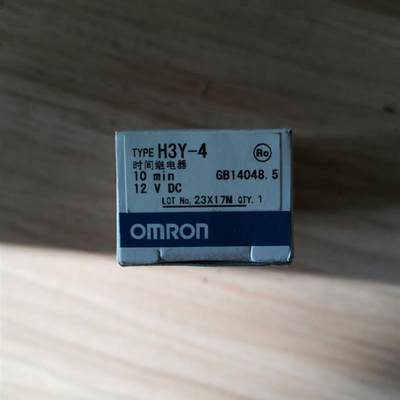 TYPE H3Y-4
Ro
时间继电器
10 min GB14048.5
12 V DC
LOT No. 23X17M QTY. 1
OMRON